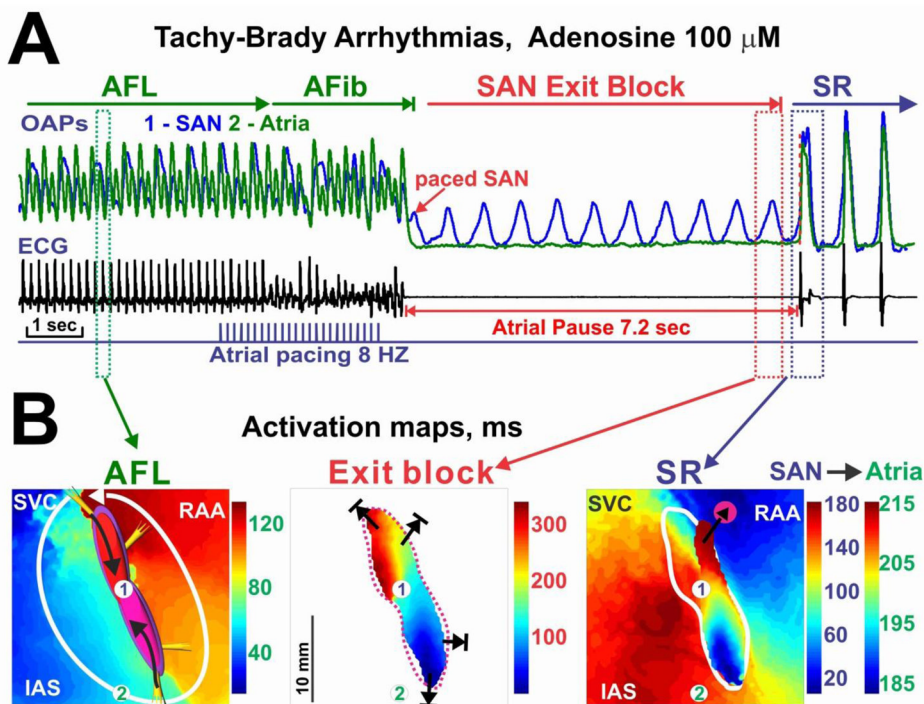 A
Tachy-Brady Arrhythmias, Adenosine 100 μM
AFL AFib SAN Exit Block SR
OAPs 1 - SAN 2 - Atria
paced SAN
ECG
1 sec
Atrial Pause 7.2 sec
Atrial pacing 8 HZ
B
Activation maps, ms
AFL Exit block SR SAN Atria
SVC RAA 120 80 40 1 IAS 2
300 200 100 1 2 10 mm
SVC RAA 1 IAS 2 180 140 100 60 20 215 205 195 185